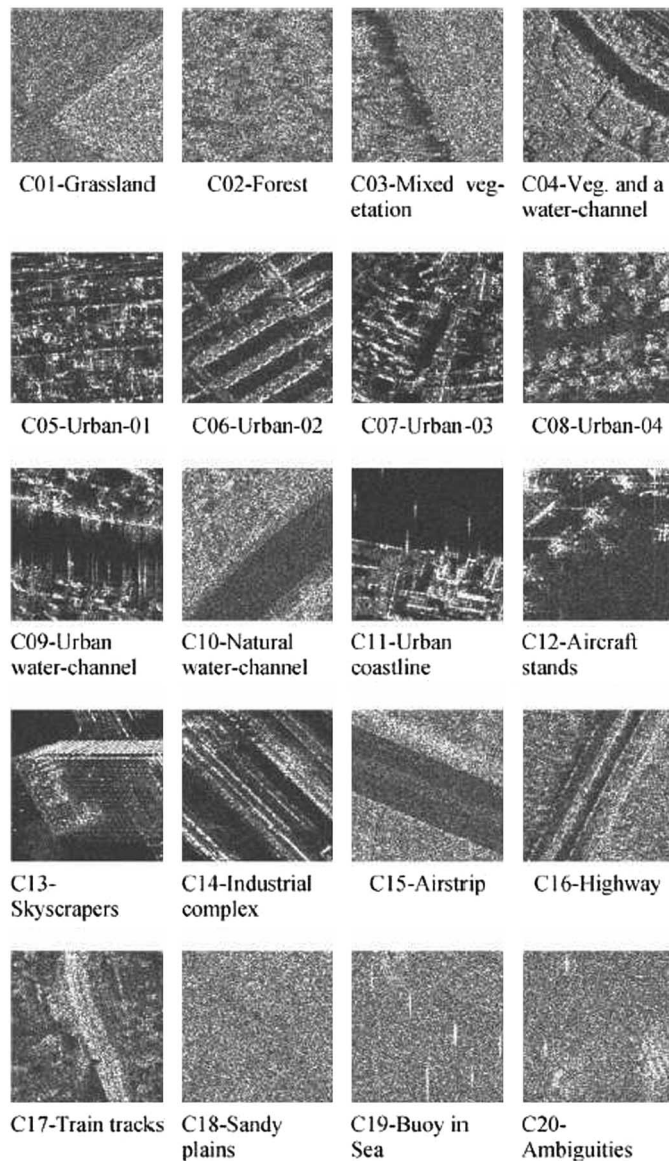 C01-Grassland
C02-Forest
C03-Mixed veg-
etation
C04-Veg. and a
water-channel
C05-Urban-01
C06-Urban-02
C07-Urban-03
C08-Urban-04
C09-Urban
water-channel
C10-Natural
water-channel
C11-Urban
coastline
C12-Aircraft
stands
C13-
Skyscrapers
C14-Industrial
complex
C15-Airstrip
C16-Highway
C17-Train tracks
C18-Sandy
plains
C19-Buoy in
Sea
C20-
Ambiguities